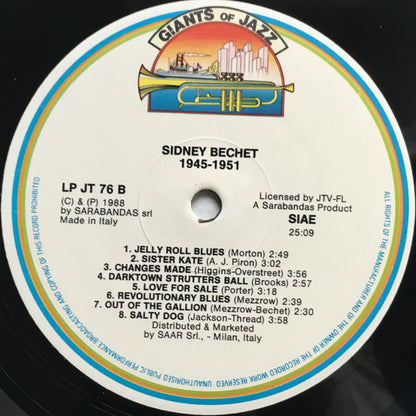 GIANTS OF JAZZ
SIDNEY BECHET
1945-1951
LP JT 76 B
(C) & (P) 1988
by SARABANDAS srl
Made in Italy
Licensed by JTV-FL
A Sarabandas Product
SIAE
25:09
1. JELLY ROLL BLUES (Morton) 2:49
2. SISTER KATE (A. J. Piron) 3:02
3. CHANGES MADE (Higgins-Overstreet) 3:56
4. DARKTOWN STRUTTERS BALL (Brooks) 2:51
5. LOVE FOR SALE (Porter) 3:18
6. REVOLUTIONARY BLUES (Mezzrow)
7. OUT OF THE GALLION (Mezzrow-Bechet) 2:30
8. SALTY DOG (Jackson-Thread) 3:58
Distributed & Marketed
by SAAR Srl., - Milan, Italy
ALL RIGHTS OF THE MANUFACTURER AND OF THE OWNER OF THE RECORDED WORK RESERVED UNAUTHORISED PUBLIC PERFORMANCE BROADCASTING AND COPYING OF THIS RECORD PROHIBITED